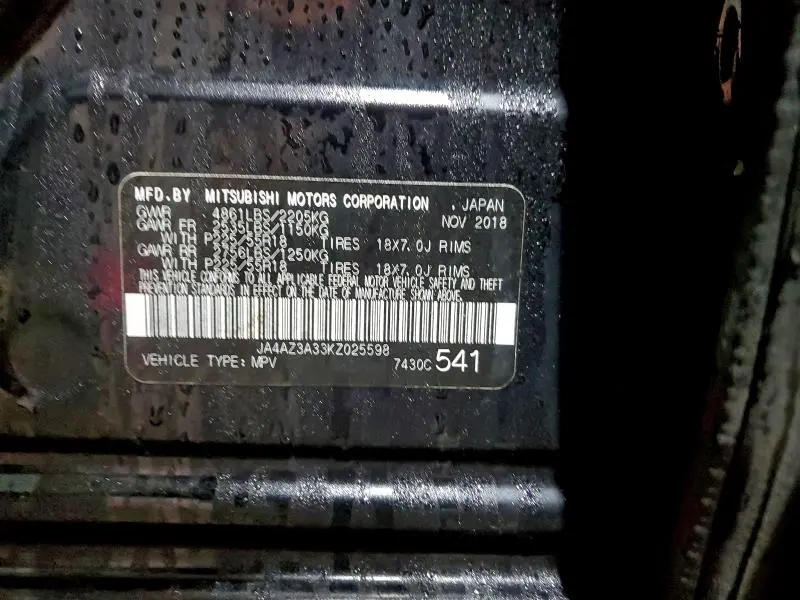 MFD.BY MITSUBISHI MOTORS CORPORATION , JAPAN
GVWR 4861LBS/2205KG NOV 2018
GAWR FR 2535LBS/1150KG
WITH P225/55R18 TIRES 18X7.0J RIMS
GAWR RR 2756LBS/1250KG
WITH P225/55R18 TIRES 18X7.0J RIMS
THIS VEHICLE CONFORMS TO ALL APPLICABLE FEDERAL MOTOR VEHICLE SAFETY AND THEFT
PREVENTION STANDARDS IN EFFECT ON THE DATE OF MANUFACTURE SHOWN ABOVE.
JA4AZ3A33KZ025598
VEHICLE TYPE: MPV 7430C 541